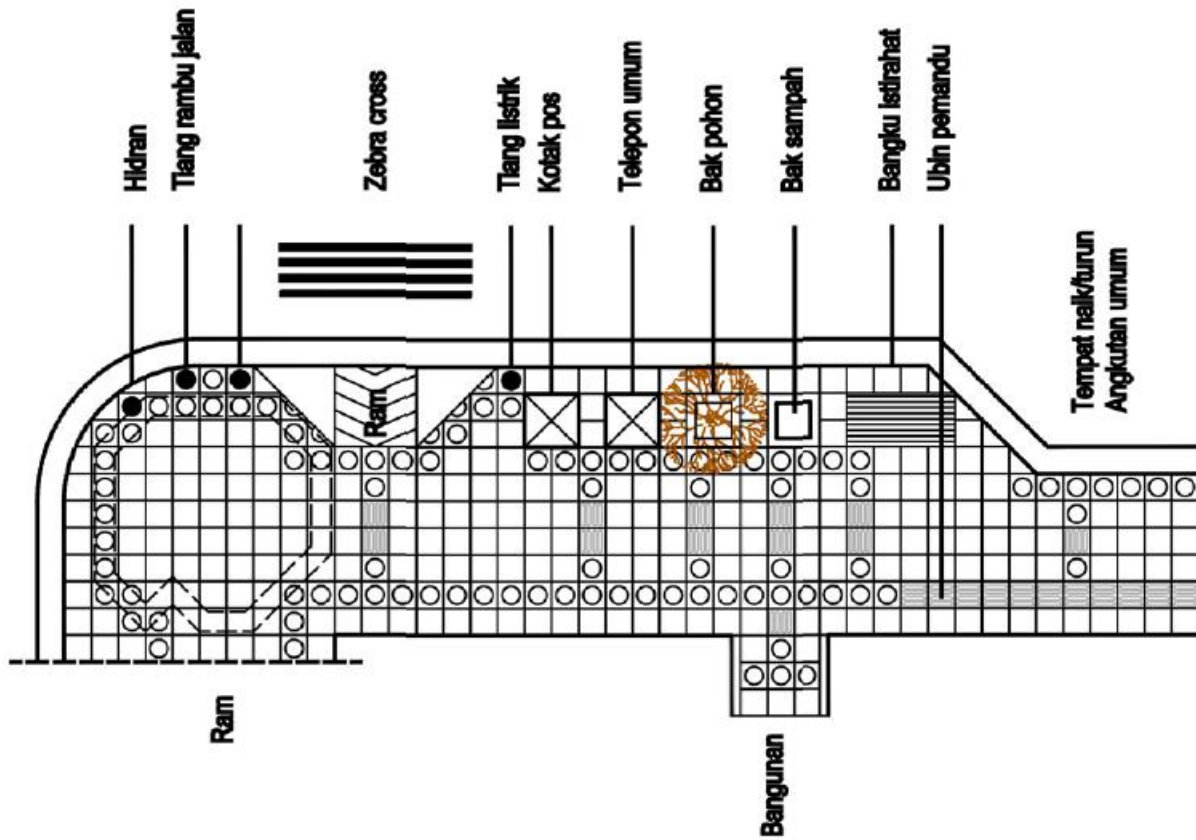 Hidran
Tiang rambu jalan
Zebra cross
Tiang listrik
Kotak pos
Telepon umum
Bak pohon
Bak sampah
Bangku istirahat
Ubin pemandu
Tempat naik/turun
Angkutan umum
Ram
Ram
Bangunan